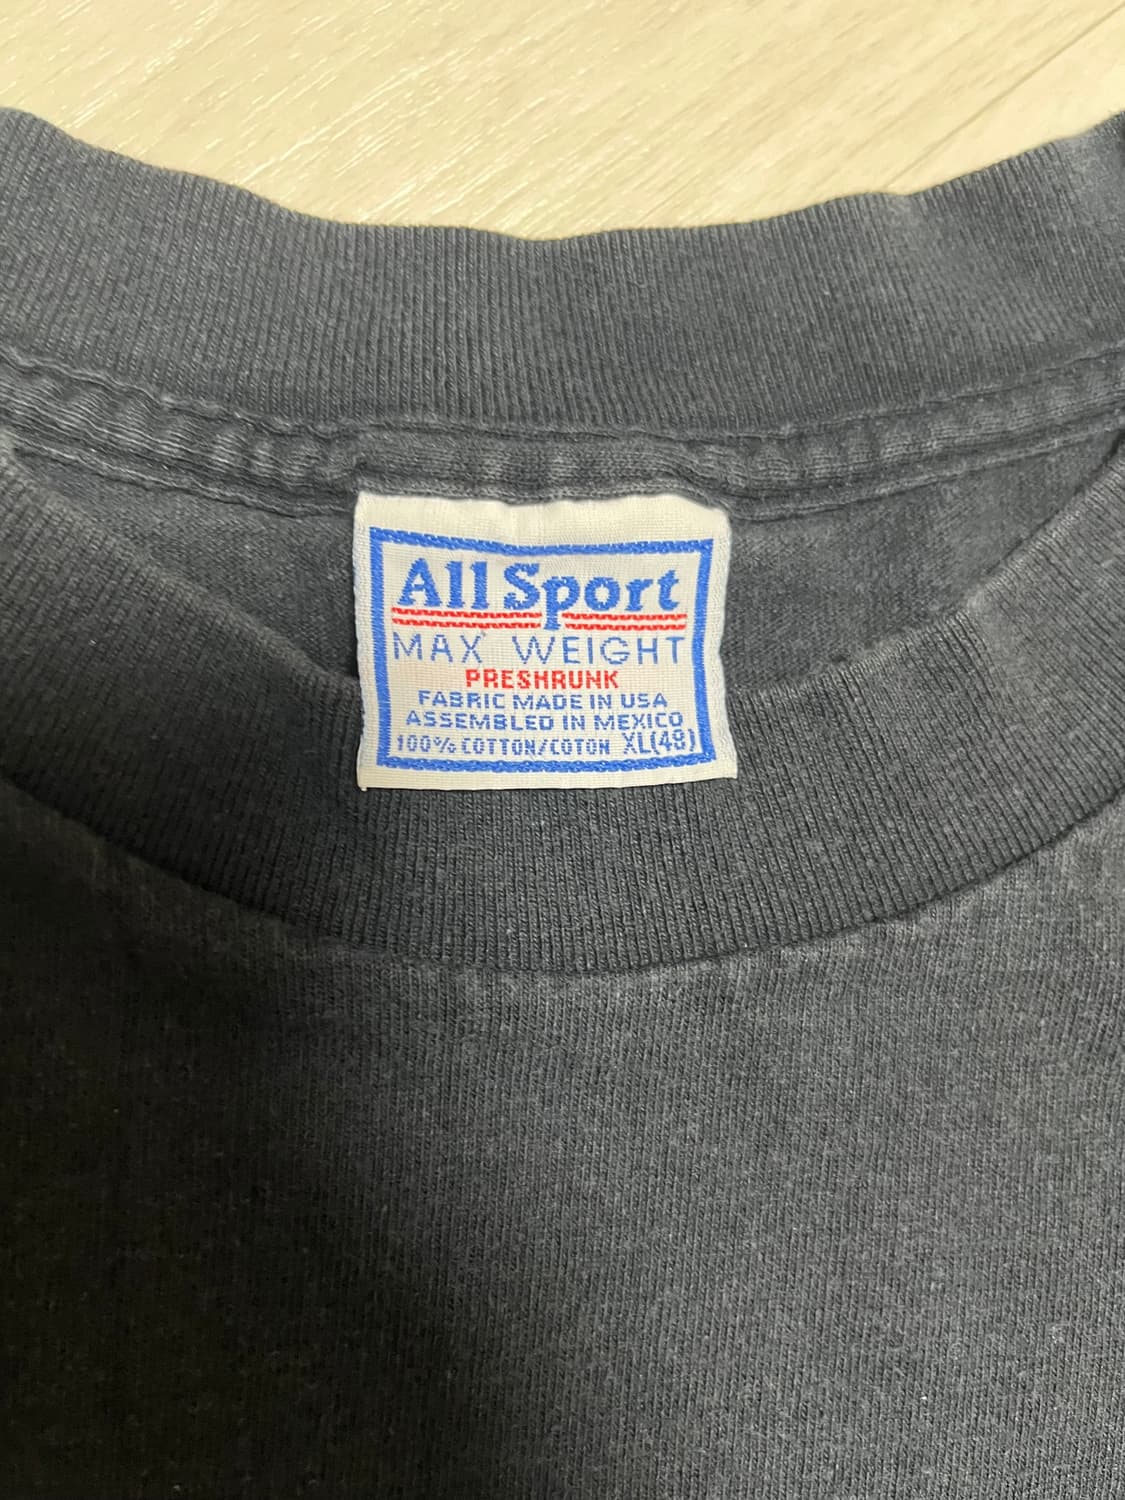 All Sport
MAX WEIGHT
PRESHRUNK
FABRIC MADE IN USA
ASSEMBLED IN MEXICO
100% COTTON/COTON XL(48)